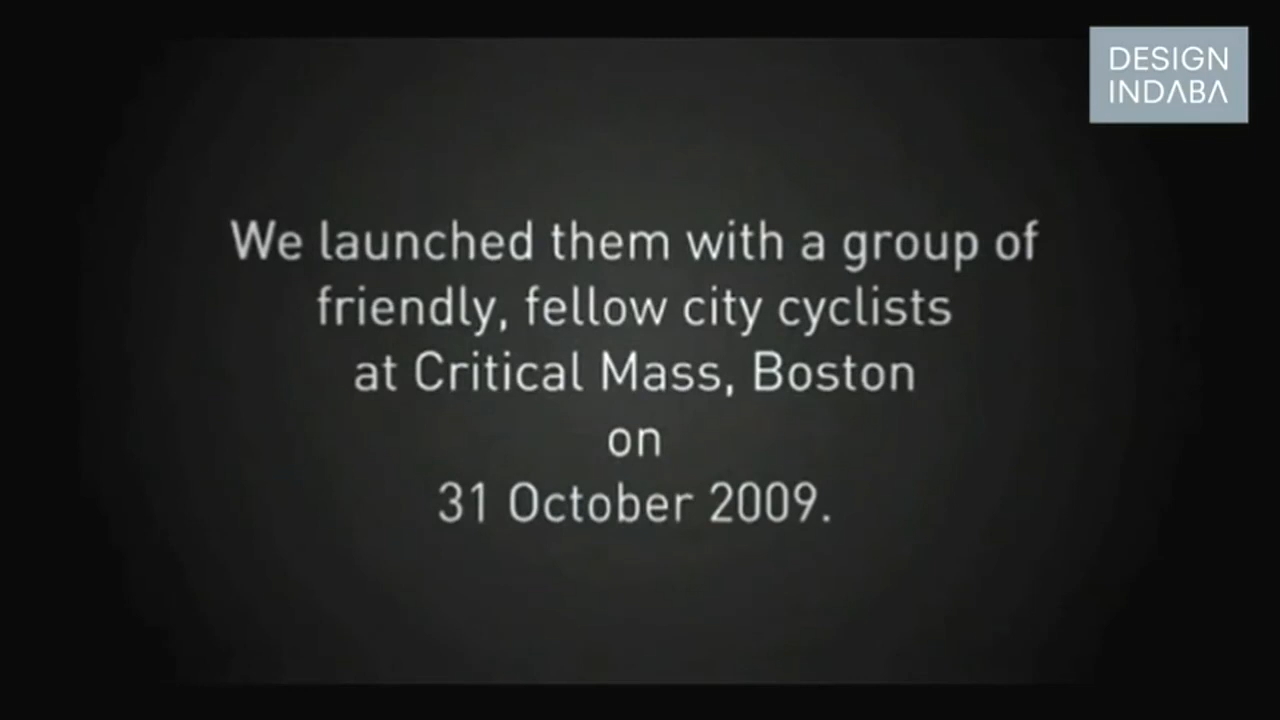 DESIGN
INDABA
We launched them with a group of
friendly, fellow city cyclists
at Critical Mass, Boston
on
31 October 2009.